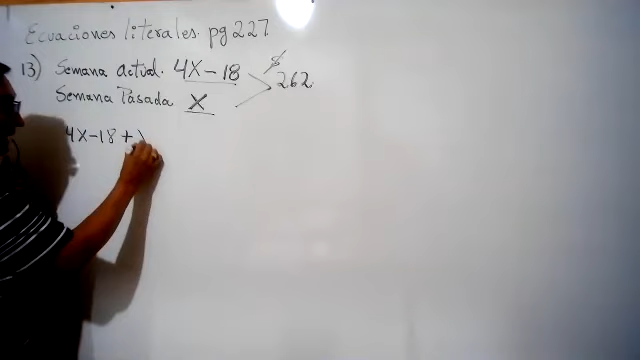 Ecuaciones literales. pg 227
13) Semana actual. 4X-18
$ 262
Semana Pasada X
4X-18+